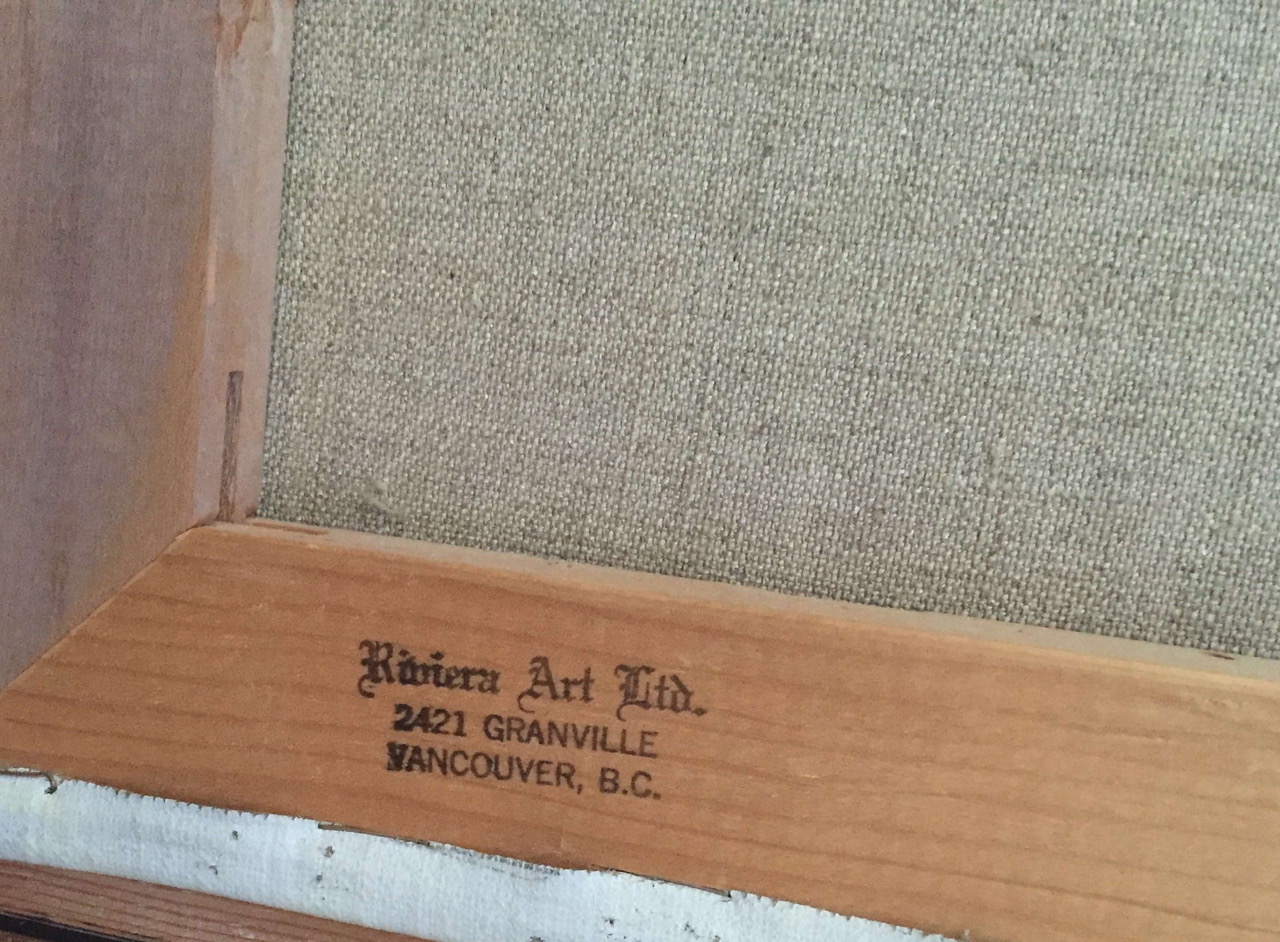 Riviera Art Ltd.
2421 GRANVILLE
VANCOUVER, B.C.